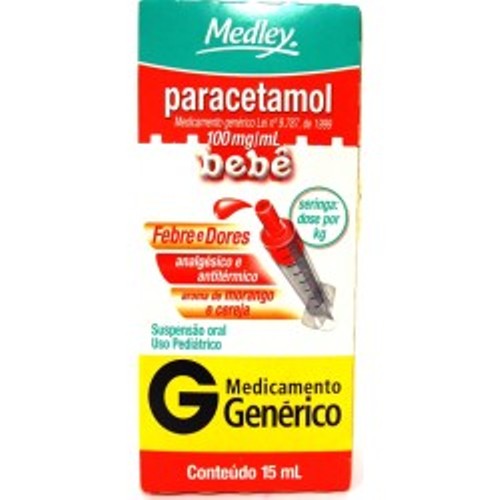 Medley
paracetamol
Medicamento genérico Lei nº 9.787, de 1999
100 mg/mL
bebê
seringa:
dose por
kg
Febre e Dores
analgésico e
antitérmico
aroma de morango
e cereja
Suspensão oral
Uso Pediátrico
G Medicamento
Genérico
Conteúdo 15 mL